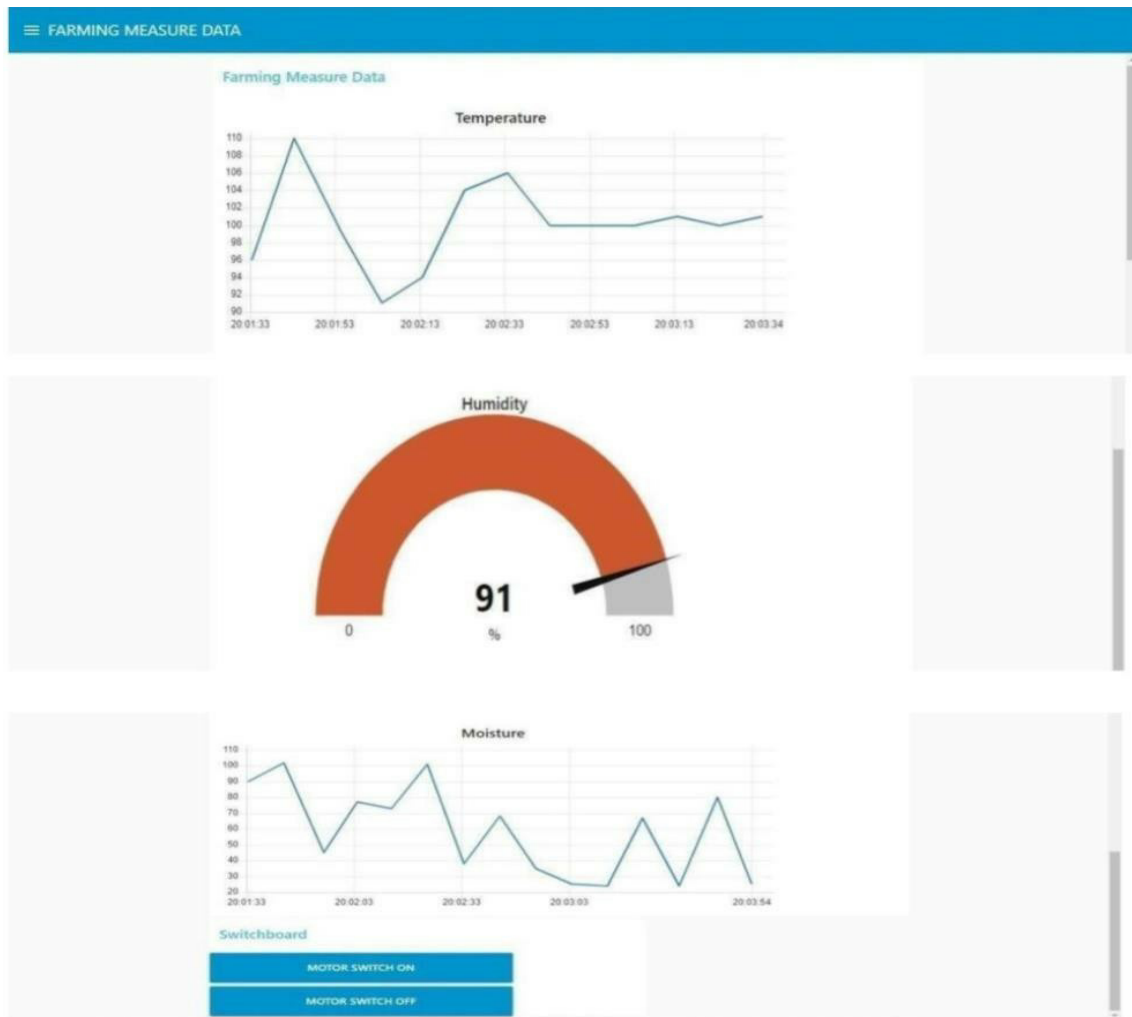 FARMING MEASURE DATA
Farming Measure Data
Temperature
110
108
106
104
102
100
98
96
94
92
90
20:01:33 20:01:53 20:02:13 20:02:33 20:02:53 20:03:13 20:03:34
Humidity
91
%
0 100
Moisture
110
100
90
80
70
60
50
40
30
20
20:01:33 20:02:03 20:02:33 20:03:03 20:03:54
Switchboard
MOTOR SWITCH ON
MOTOR SWITCH OFF